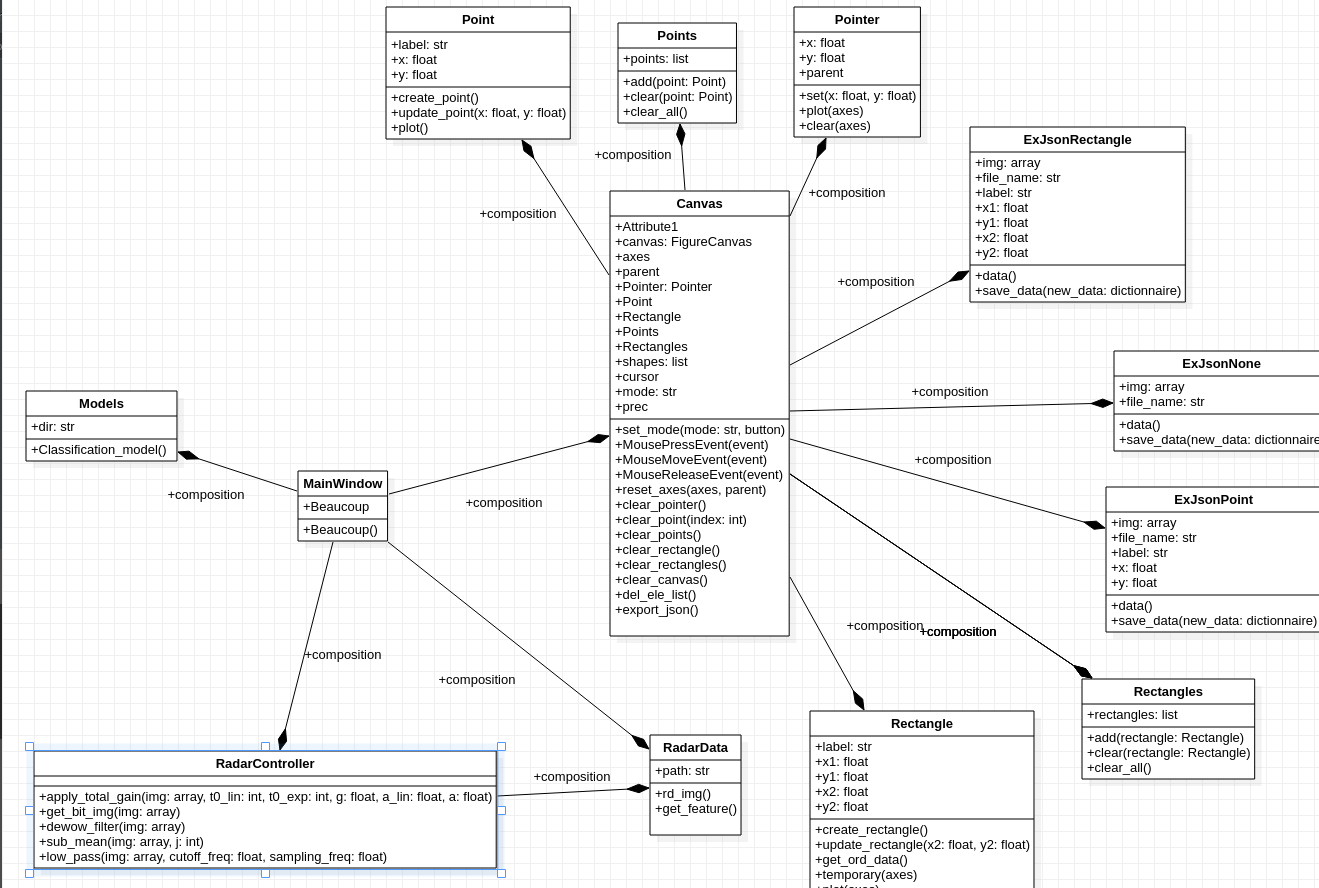 Point
+label: str
+x: float
+y: float
+create_point()
+update_point(x: float, y: float)
+plot()
Points
+points: list
+add(point: Point)
+clear(point: Point)
+clear_all()
Pointer
+x: float
+y: float
+parent
+set(x: float, y: float)
+plot(axes)
+clear(axes)
+composition
+composition
+composition
ExJsonRectangle
+img: array
+file_name: str
+label: str
+x1: float
+y1: float
+x2: float
+y2: float
+data()
+save_data(new_data: dictionnaire)
Canvas
+Attribute1
+canvas: FigureCanvas
+axes
+parent
+Pointer: Pointer
+Point
+Rectangle
+Points
+Rectangles
+shapes: list
+cursor
+mode: str
+prec
+set_mode(mode: str, button)
+MousePressEvent(event)
+MouseMoveEvent(event)
+MouseReleaseEvent(event)
+reset_axes(axes, parent)
+clear_pointer()
+clear_point(index: int)
+clear_points()
+clear_rectangle()
+clear_rectangles()
+clear_canvas()
+del_ele_list()
+export_json()
+composition
+composition
ExJsonNone
+img: array
+file_name: str
+data()
+save_data(new_data: dictionnaire
+composition
ExJsonPoint
+img: array
+file_name: str
+label: str
+x: float
+y: float
+data()
+save_data(new_data: dictionnaire)
Models
+dir: str
+Classification_model()
+composition
MainWindow
+Beaucoup
+Beaucoup()
+composition
+composition
+composition
+composition
+composition
Rectangles
+rectangles: list
+add(rectangle: Rectangle)
+clear(rectangle: Rectangle)
+clear_all()
Rectangle
+label: str
+x1: float
+y1: float
+x2: float
+y2: float
+create_rectangle()
+update_rectangle(x2: float, y2: float)
+get_ord_data()
+temporary(axes)
+plot(axes)
RadarData
+path: str
+rd_img()
+get_feature()
+composition
RadarController
+apply_total_gain(img: array, t0_lin: int, t0_exp: int, g: float, a_lin: float, a: float)
+get_bit_img(img: array)
+dewow_filter(img: array)
+sub_mean(img: array, j: int)
+low_pass(img: array, cutoff_freq: float, sampling_freq: float)